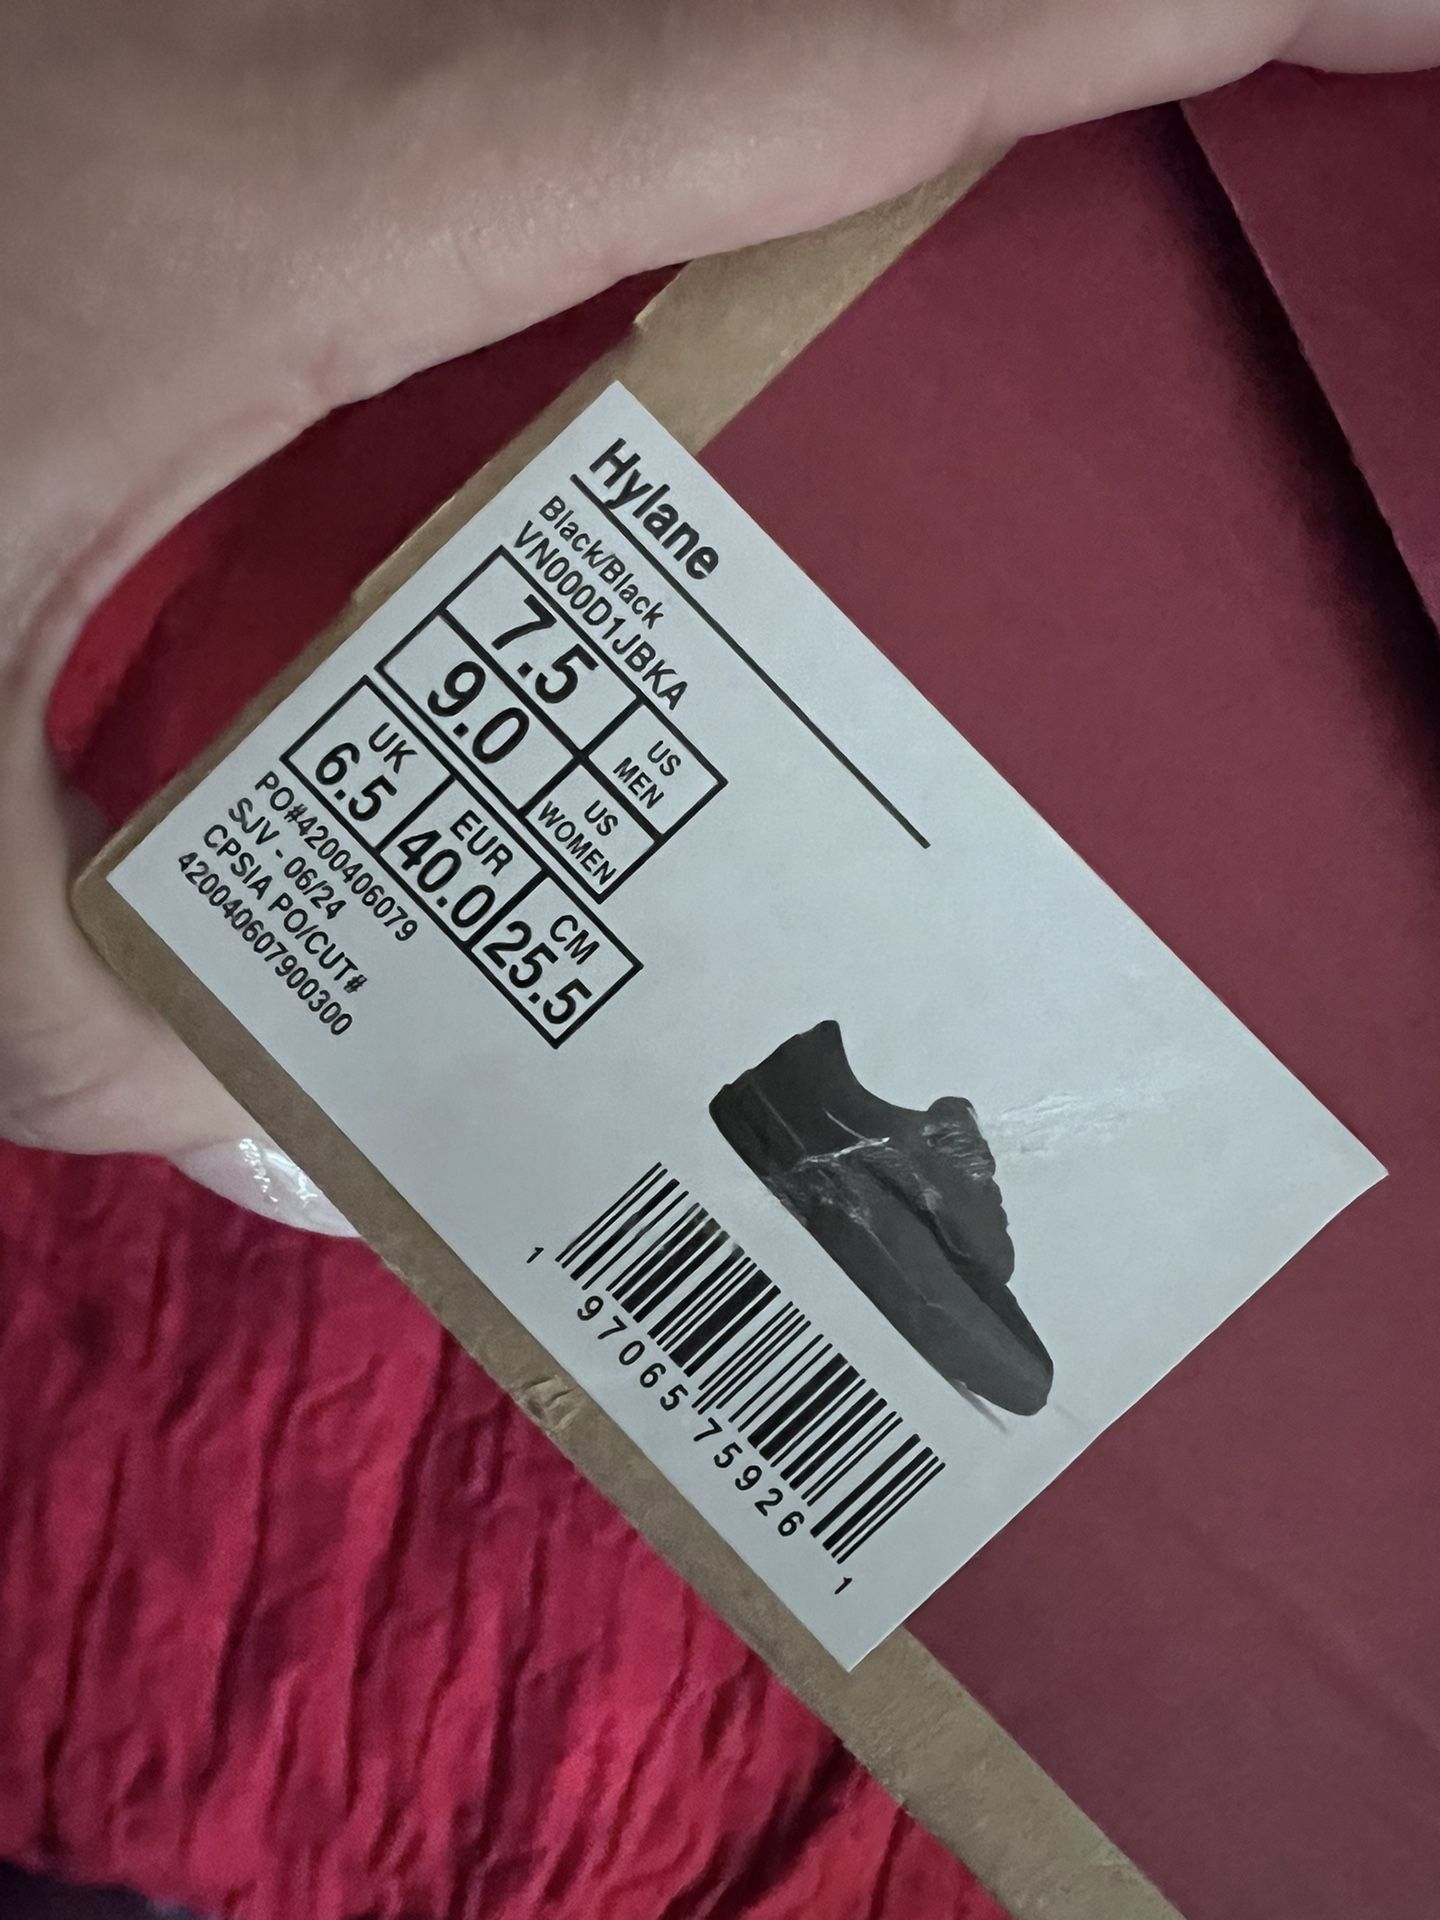 Hylane
Black/Black
VN000D1JBKA
7.5 US MEN
9.0 US WOMEN
UK EUR CM
6.5 40.0 25.5
PO#4200406079
SJV - 06/24
CPSIA PO/CUT#
420040607900300
1 97065 75926 1